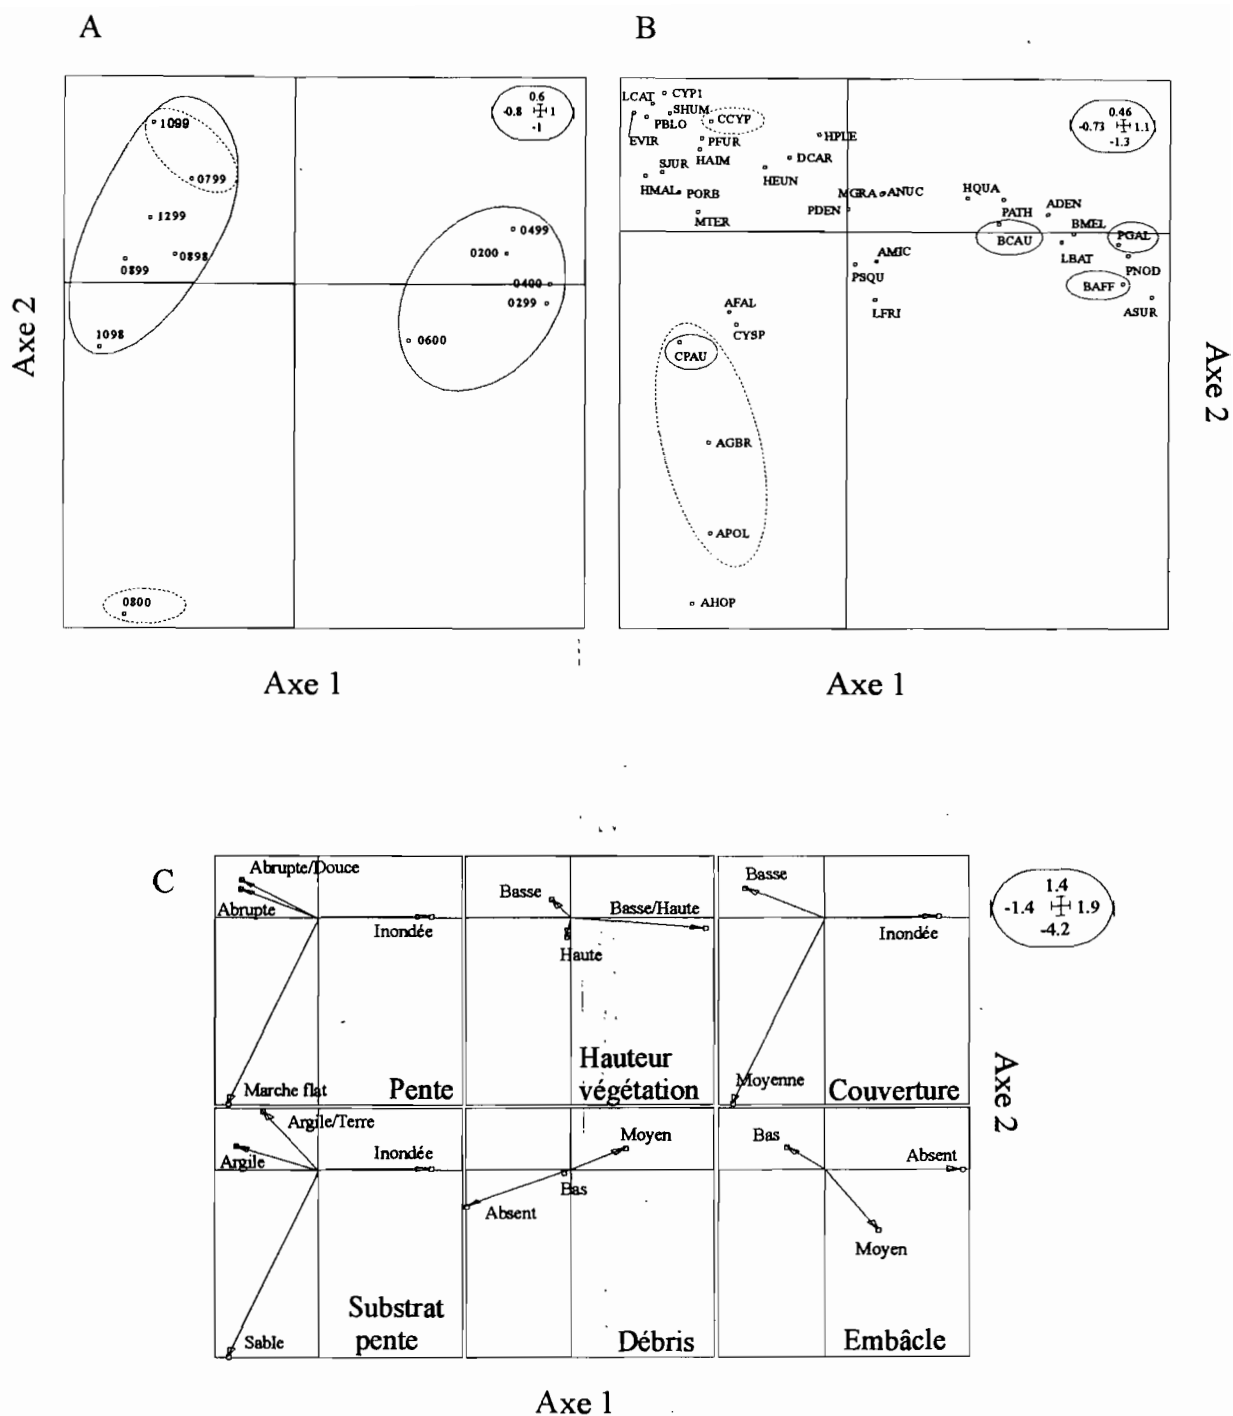 A
B
0.6
-0.8 1
-1
1099
0799
1299
0898
0899
1098
0499
0200
0400
0299
0600
0800
Axe 2
Axe 1
0.46
-0.73 1.1
-1.3
LCAT
CYP1
SHUM
PBLO
CCYP
EVIR
PFUR
HAIM
HPLE
DCAR
HEUN
SJUR
HMAL
PORB
MTER
MGRA
ANUC
PDEN
HQUA
PATH
ADEN
BMEL
BCAU
PGAL
LBAT
PNOD
BAFF
ASUR
AMIC
PSQU
LFRI
AFAL
CYSP
CPAU
AGBR
APOL
AHOP
Axe 2
Axe 1
C
Abrupte/Douce
Abrupte
Inondée
Marche flat
Pente
Basse
Basse/Haute
Haute
Hauteur
végétation
Basse
Inondée
Moyenne
Couverture
1.4
-1.4 1.9
-4.2
Argile/Terre
Argile
Inondée
Sable
Substrat
pente
Moyen
Bas
Absent
Débris
Bas
Absent
Moyen
Embâcle
Axe 2
Axe 1